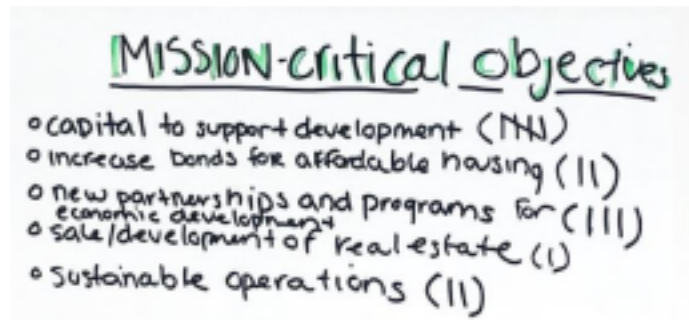 MISSION-critical Objectives
o capital to support development (NHJ)
o increase bonds for affordable housing (II)
o new partnerships and programs for (III)
economic development
o sale/development of real estate (I)
o sustainable operations (II)